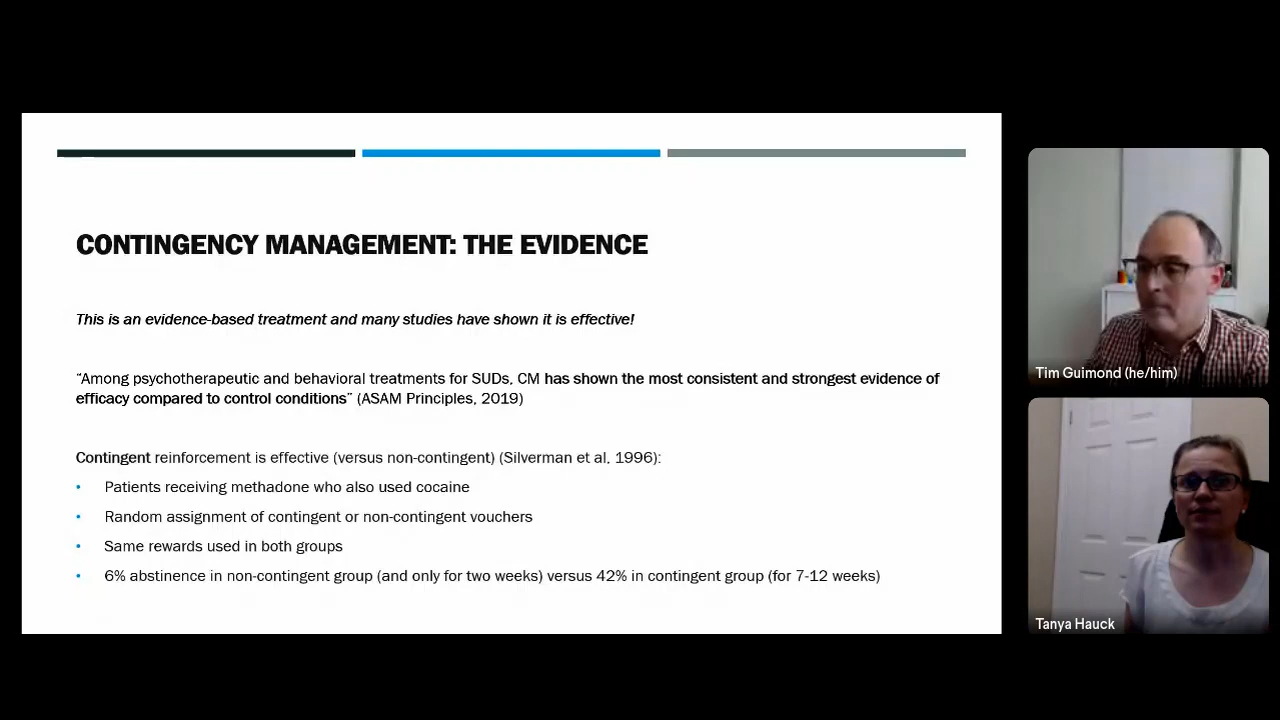 CONTINGENCY MANAGEMENT: THE EVIDENCE
This is an evidence-based treatment and many studies have shown it is effective!
“Among psychotherapeutic and behavioral treatments for SUDs, CM has shown the most consistent and strongest evidence of
efficacy compared to control conditions” (ASAM Principles, 2019)
Contingent reinforcement is effective (versus non-contingent) (Silverman et al, 1996):
• Patients receiving methadone who also used cocaine
• Random assignment of contingent or non-contingent vouchers
• Same rewards used in both groups
• 6% abstinence in non-contingent group (and only for two weeks) versus 42% in contingent group (for 7-12 weeks)
Tim Guimond (he/him)
Tanya Hauck